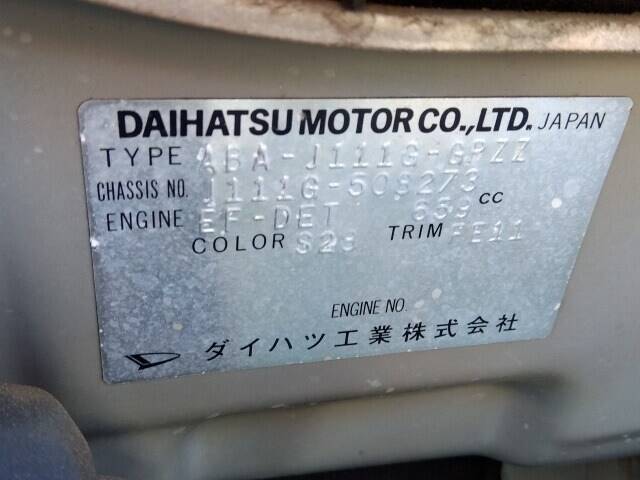 DAIHATSU MOTOR CO.,LTD. JAPAN
TYPE ABA-J111G-GPZZ
CHASSIS NO. J111G-508273
ENGINE EF-DET 659 CC
COLOR S28 TRIM FE11
ENGINE NO.
ダイハツ工業株式会社